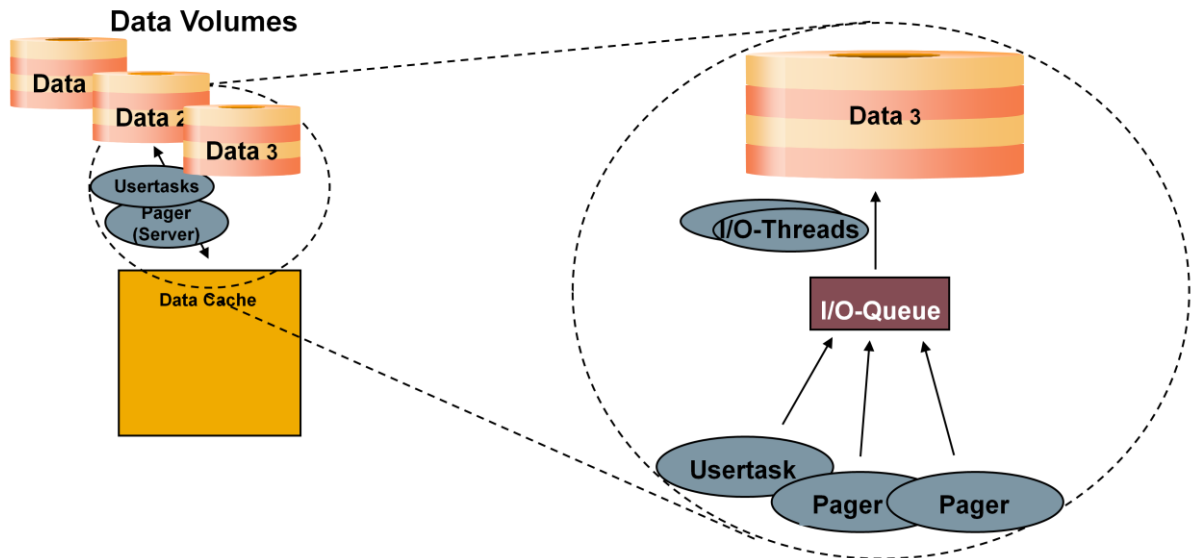 Data Volumes
Data
Data 2
Data 3
Usertasks
Pager
(Server)
Data Cache
Data 3
I/O-Threads
I/O-Queue
Usertask
Pager
Pager